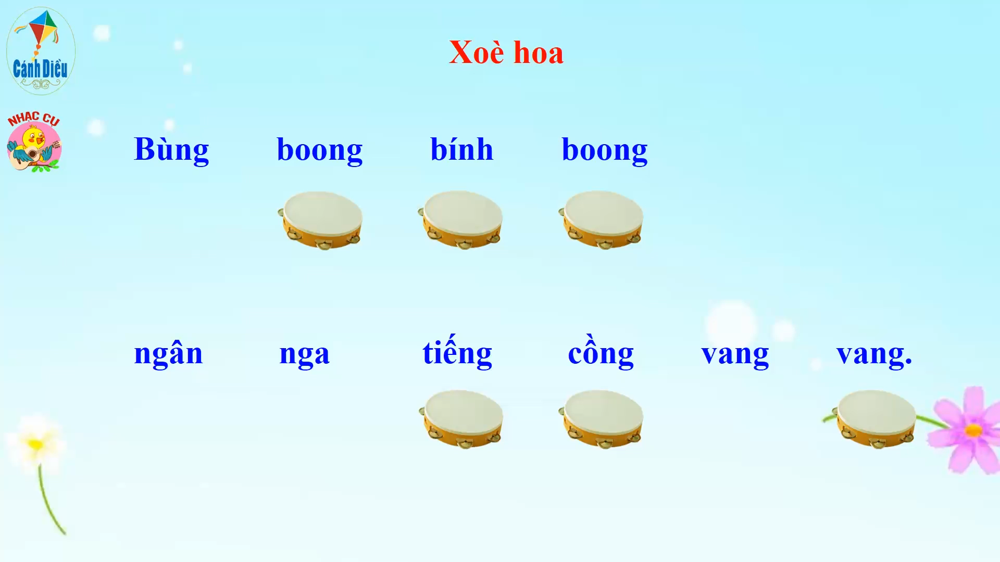 Cánh Diều
Xoè hoa
NHẠC CỤ
Bùng boong bính boong
ngân nga tiếng cồng vang vang.